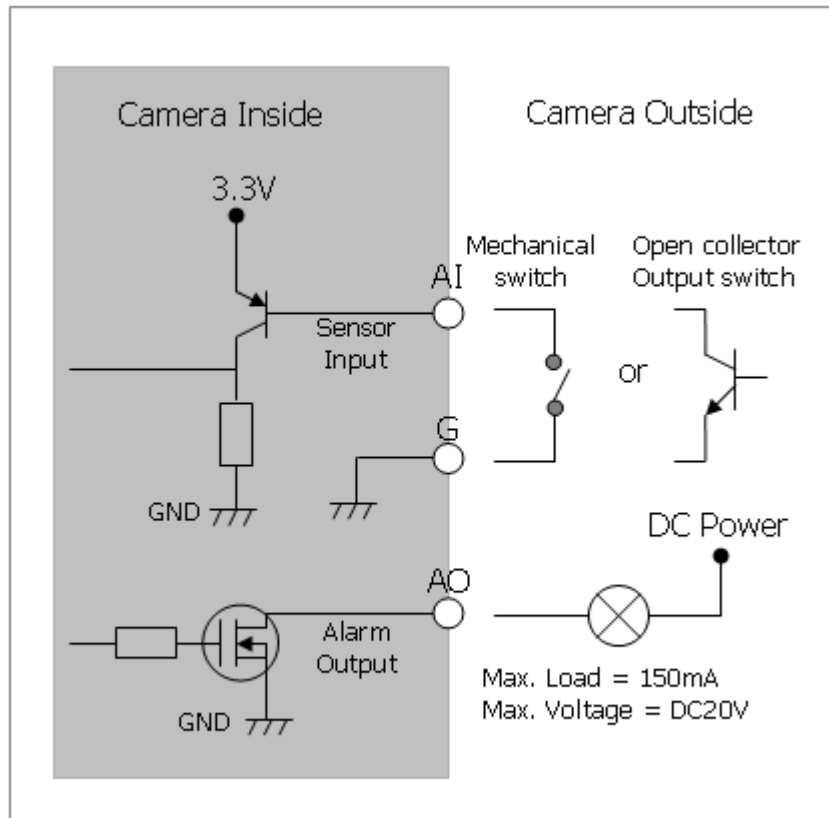 Camera Inside
Camera Outside
3.3V
Mechanical
switch
Open collector
Output switch
AI
Sensor
Input
or
G
GND
DC Power
AO
Alarm
Output
GND
Max. Load = 150mA
Max. Voltage = DC20V